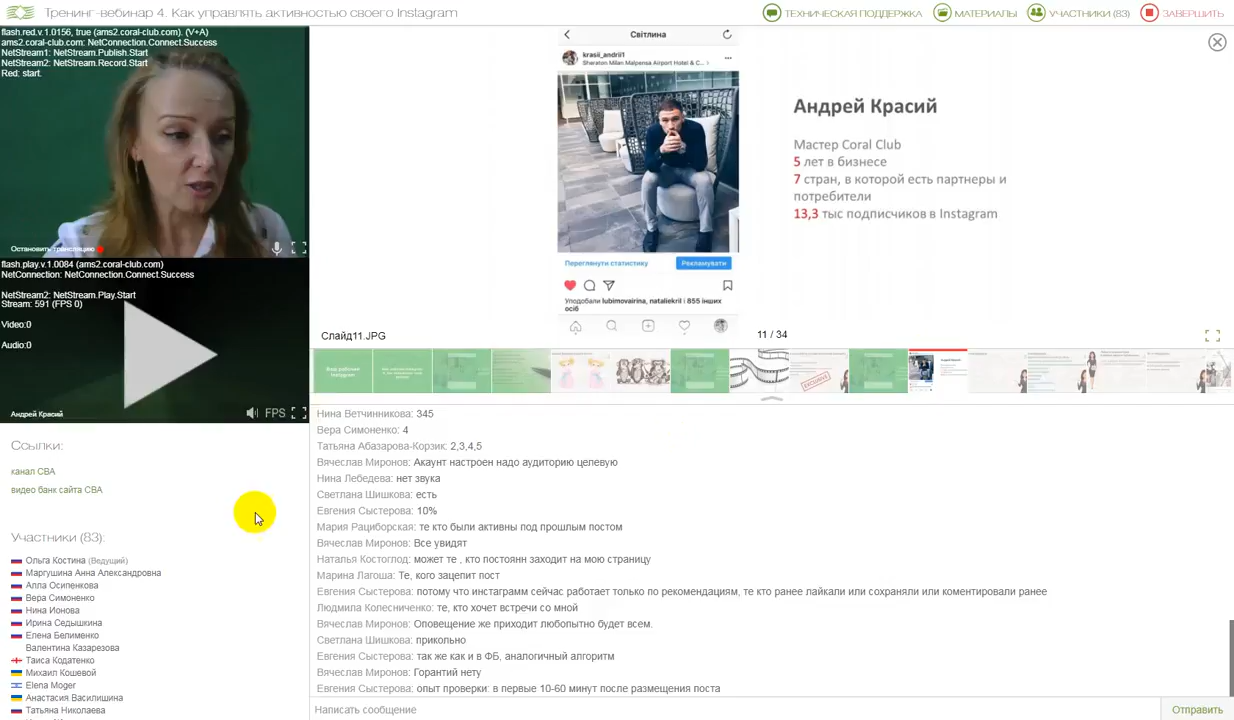 Тренинг-вебинар 4. Как управлять активностью своего Instagram
ТЕХНИЧЕСКАЯ ПОДДЕРЖКА
МАТЕРИАЛЫ
УЧАСТНИКИ (83)
ЗАВЕРШИТЬ
flash.red.v.1.0156, true (ams2.coral-club.com). (V+A)
ams2.coral-club.com: NetConnection.Connect.Success
NetStream1: NetStream.Publish.Start
NetStream2: NetStream.Record.Start
Red: start.
Остановить трансляцию
flash.play.v.1.0084 (ams2.coral-club.com)
NetConnection: NetConnection.Connect.Success
NetStream2: NetStream.Play.Start
Stream: 591 (FPS 0)
Video:0
Audio:0
Андрей Красий
FPS
Світлина
krasii_andrii1
Sheraton Milan Malpensa Airport Hotel & C...
Переглянути статистику
Рекламувати
Уподобали lubimovairina, nataliekril і 855 інших
осіб
Андрей Красий
Мастер Coral Club
5 лет в бизнесе
7 стран, в которой есть партнеры и
потребители
13,3 тыс подписчиков в Instagram
Слайд11.JPG
11 / 34
EXCLUSIVE
Ссылки:
канал СВА
видео банк сайта СВА
Участники (83):
Ольга Костина (Ведущий)
Маргушина Анна Александровна
Алла Осипенкова
Вера Симоненко
Нина Ионова
Ирина Седышкина
Елена Белименко
Валентина Казарезова
Таиса Кодатенко
Михаил Кошевой
Elena Moger
Анастасия Василишина
Татьяна Николаева
Нина Ветчинникова: 345
Вера Симоненко: 4
Татьяна Абазарова-Корзик: 2,3,4,5
Вячеслав Миронов: Акаунт настроен надо аудиторию целевую
Нина Лебедева: нет звука
Светлана Шишкова: есть
Евгения Сыстерова: 10%
Мария Рациборская: те кто были активны под прошлым постом
Вячеслав Миронов: Все увидят
Наталья Костоглод: может те , кто постоянн заходит на мою страницу
Марина Лагоша: Те, кого зацепит пост
Евгения Сыстерова: потому что инстаграмм сейчас работает только по рекомендациям, те кто ранее лайкали или сохраняли или коментировали ранее
Людмила Колесниченко: те, кто хочет встречи со мной
Вячеслав Миронов: Оповещение же приходит любопытно будет всем.
Светлана Шишкова: прикольно
Евгения Сыстерова: так же как и в ФБ, аналогичный алгоритм
Вячеслав Миронов: Горантий нету
Евгения Сыстерова: опыт проверки: в первые 10-60 минут после размещения поста
Написать сообщение
Отправить